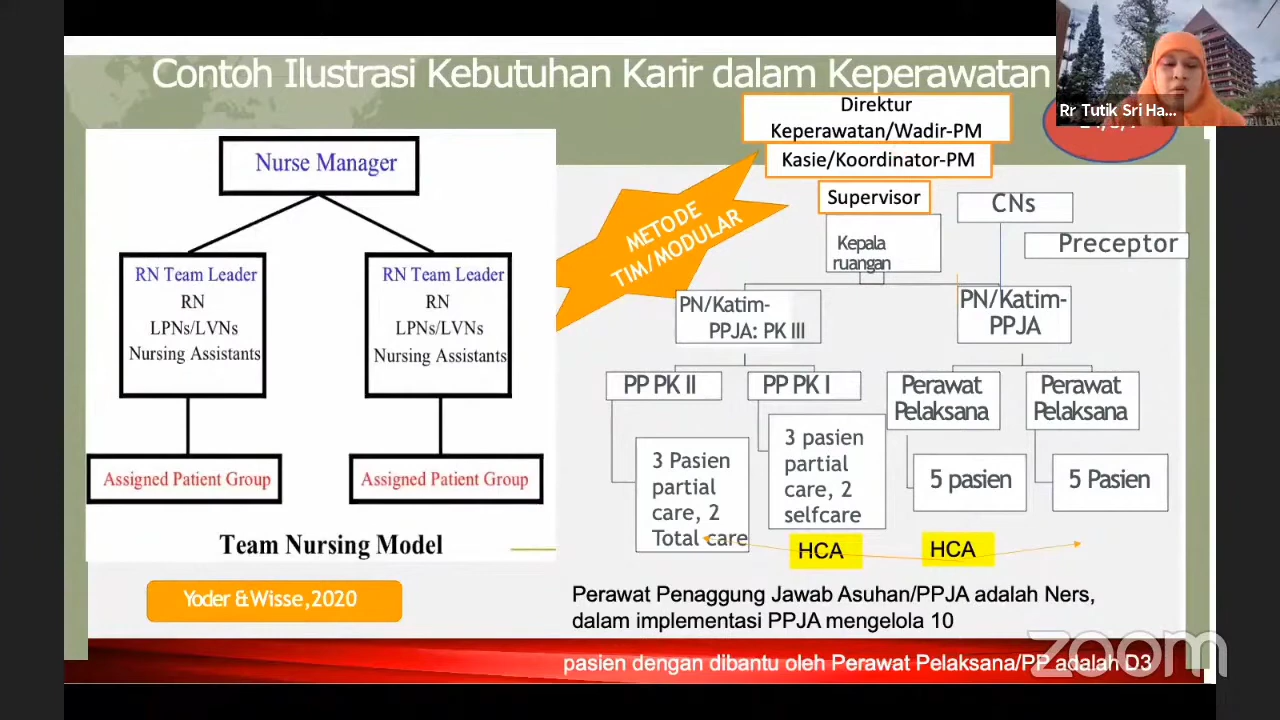 Contoh Ilustrasi Kebutuhan Karir dalam Keperawatan
Rr Tutik Sri Ha...
Direktur
Keperawatan/Wadir-PM
Kasie/Koordinator-PM
Supervisor
CNs
Preceptor
Kepala
ruangan
METODE
TIM/MODULAR
Nurse Manager
RN Team Leader
RN
LPNs/LVNs
Nursing Assistants
RN Team Leader
RN
LPNs/LVNs
Nursing Assistants
Assigned Patient Group
Assigned Patient Group
Team Nursing Model
Yoder & Wisse,2020
PN/Katim-
PPJA: PK III
PN/Katim-
PPJA
PP PK II
PP PK I
Perawat
Pelaksana
Perawat
Pelaksana
3 Pasien
partial
care, 2
Total care
3 pasien
partial
care, 2
selfcare
5 pasien
5 Pasien
HCA
HCA
Perawat Penaggung Jawab Asuhan/PPJA adalah Ners,
dalam implementasi PPJA mengelola 10
pasien dengan dibantu oleh Perawat Pelaksana/PP adalah D3
zoom